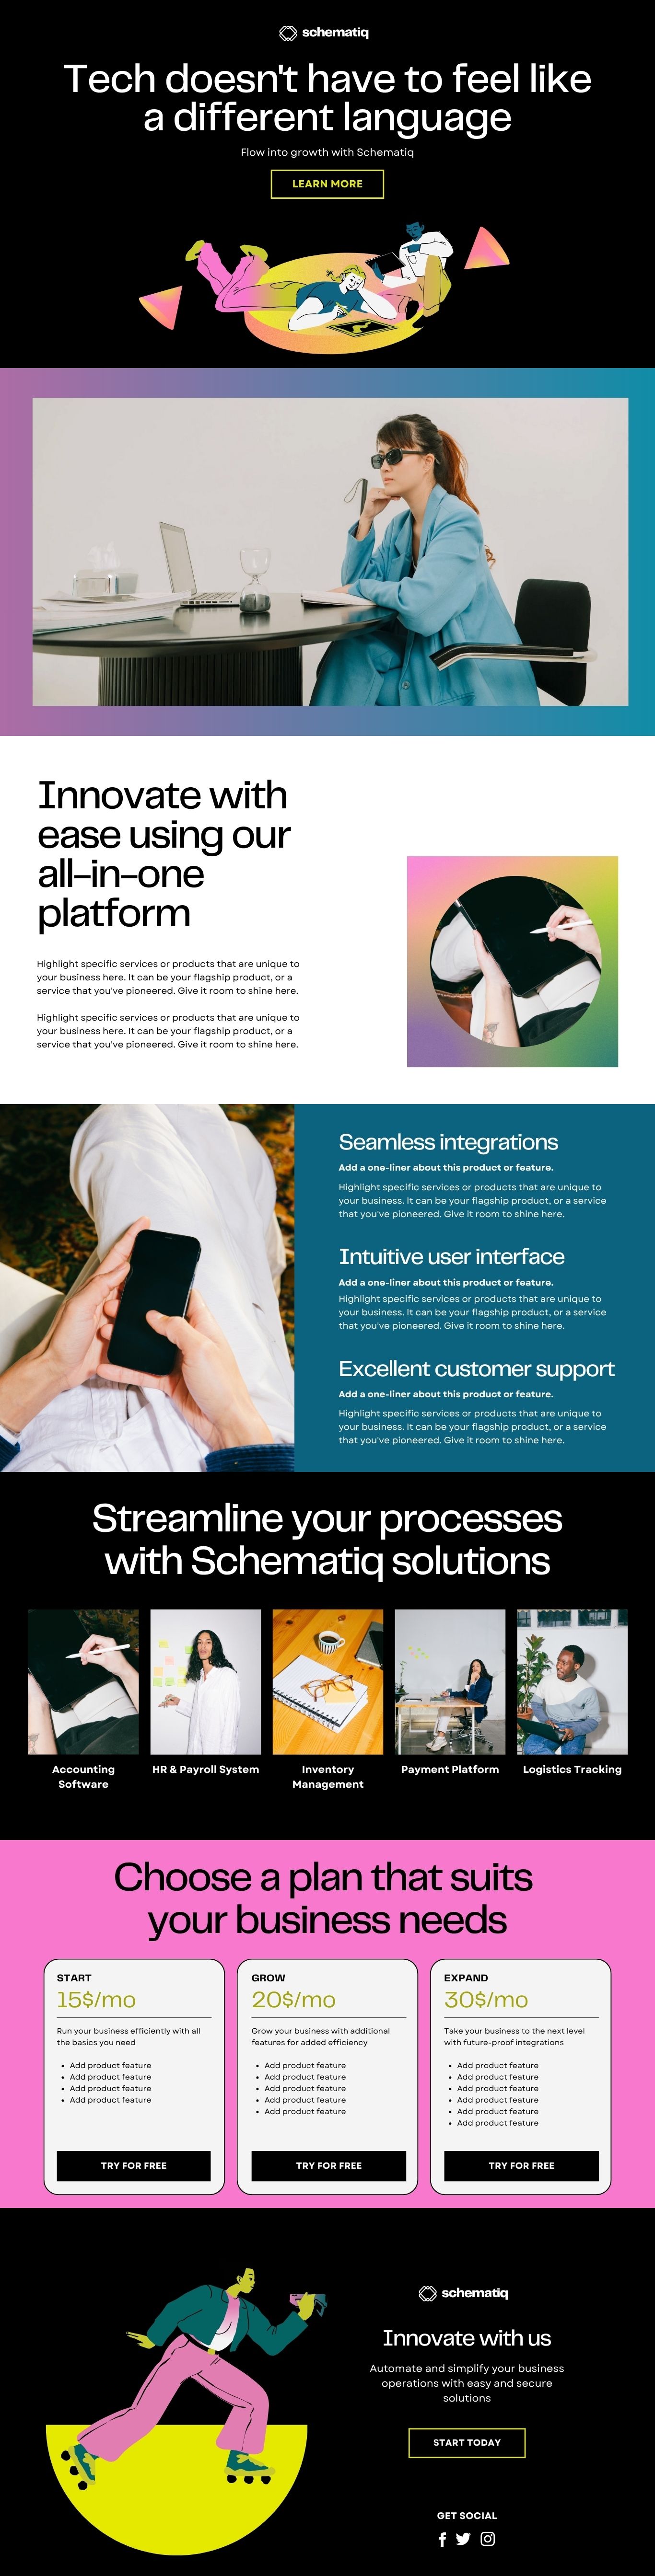 schematiq
Tech doesn't have to feel like
a different language
Flow into growth with Schematiq
LEARN MORE
Innovate with
ease using our
all-in-one
platform
Highlight specific services or products that are unique to
your business here. It can be your flagship product, or a
service that you've pioneered. Give it room to shine here.
Highlight specific services or products that are unique to
your business here. It can be your flagship product, or a
service that you've pioneered. Give it room to shine here.
Seamless integrations
Add a one-liner about this product or feature.
Highlight specific services or products that are unique to
your business. It can be your flagship product, or a service
that you've pioneered. Give it room to shine here.
Intuitive user interface
Add a one-liner about this product or feature.
Highlight specific services or products that are unique to
your business. It can be your flagship product, or a service
that you've pioneered. Give it room to shine here.
Excellent customer support
Add a one-liner about this product or feature.
Highlight specific services or products that are unique to
your business. It can be your flagship product, or a service
that you've pioneered. Give it room to shine here.
Streamline your processes
with Schematiq solutions
Accounting
Software
HR & Payroll System
Inventory
Management
Payment Platform
Logistics Tracking
Choose a plan that suits
your business needs
START
15$/mo
Run your business efficiently with all
the basics you need
• Add product feature
• Add product feature
• Add product feature
• Add product feature
TRY FOR FREE
GROW
20$/mo
Grow your business with additional
features for added efficiency
• Add product feature
• Add product feature
• Add product feature
• Add product feature
• Add product feature
TRY FOR FREE
EXPAND
30$/mo
Take your business to the next level
with future-proof integrations
• Add product feature
• Add product feature
• Add product feature
• Add product feature
• Add product feature
• Add product feature
TRY FOR FREE
schematiq
Innovate with us
Automate and simplify your business
operations with easy and secure
solutions
START TODAY
GET SOCIAL